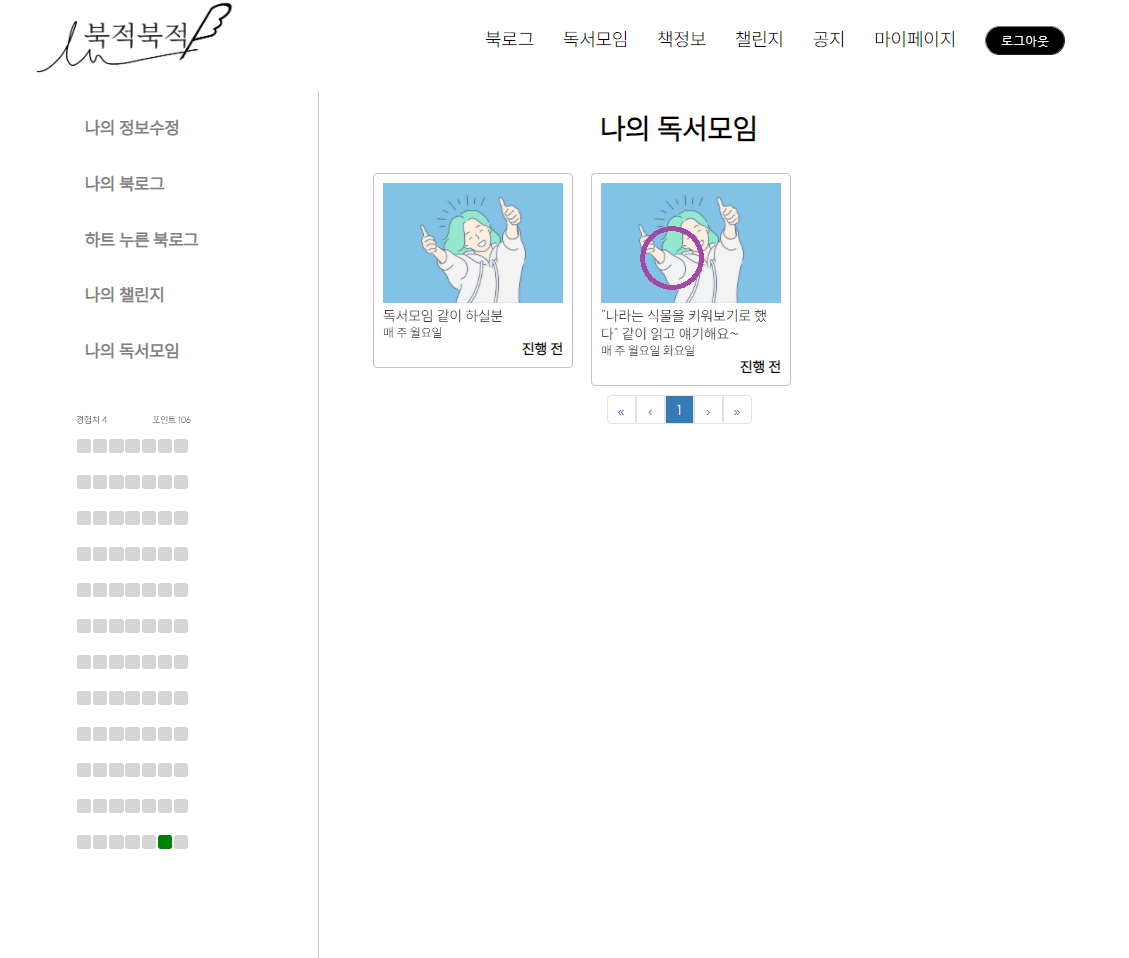 북적북적
북로그 독서모임 책정보 챌린지 공지 마이페이지 로그아웃
나의 정보수정
나의 북로그
하트 누른 북로그
나의 챌린지
나의 독서모임
경험치 4 포인트 106
나의 독서모임
독서모임 같이 하실분
매 주 월요일
진행 전
"나라는 식물을 키워보기로 했
다" 같이 읽고 얘기해요~
매 주 월요일 화요일
진행 전
« ‹ 1 › »